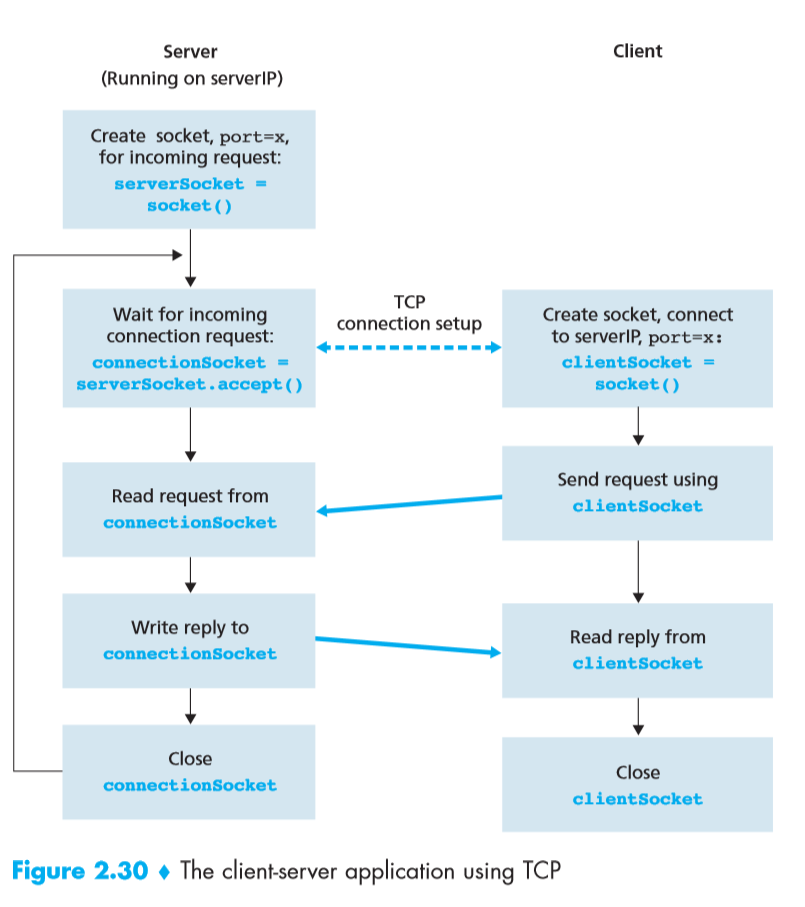 Server
(Running on serverIP)
Client
Create socket, port=x,
for incoming request:
serverSocket =
socket()
Wait for incoming
connection request:
connectionSocket =
serverSocket.accept()
TCP
connection setup
Create socket, connect
to serverIP, port=x:
clientSocket =
socket()
Read request from
connectionSocket
Send request using
clientSocket
Write reply to
connectionSocket
Read reply from
clientSocket
Close
connectionSocket
Close
clientSocket
Figure 2.30 ♦ The client-server application using TCP